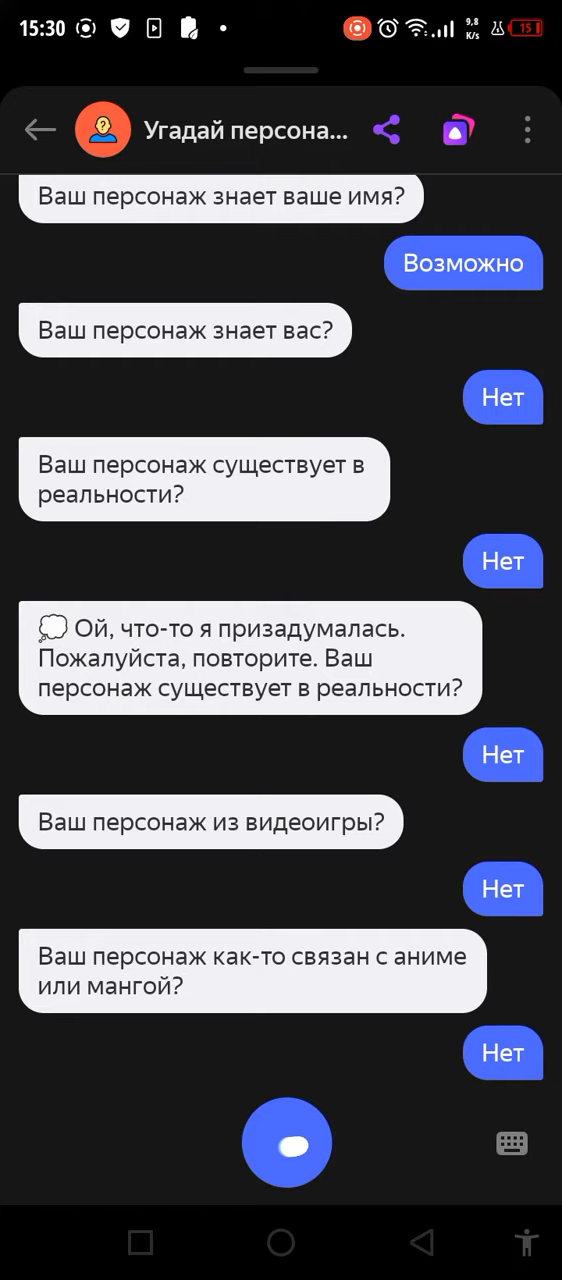 15:30
9,8
K/s
15
Угадай персона...
Ваш персонаж знает ваше имя?
Возможно
Ваш персонаж знает вас?
Нет
Ваш персонаж существует в
реальности?
Нет
💭 Ой, что-то я призадумалась.
Пожалуйста, повторите. Ваш
персонаж существует в реальности?
Нет
Ваш персонаж из видеоигры?
Нет
Ваш персонаж как-то связан с аниме
или мангой?
Нет